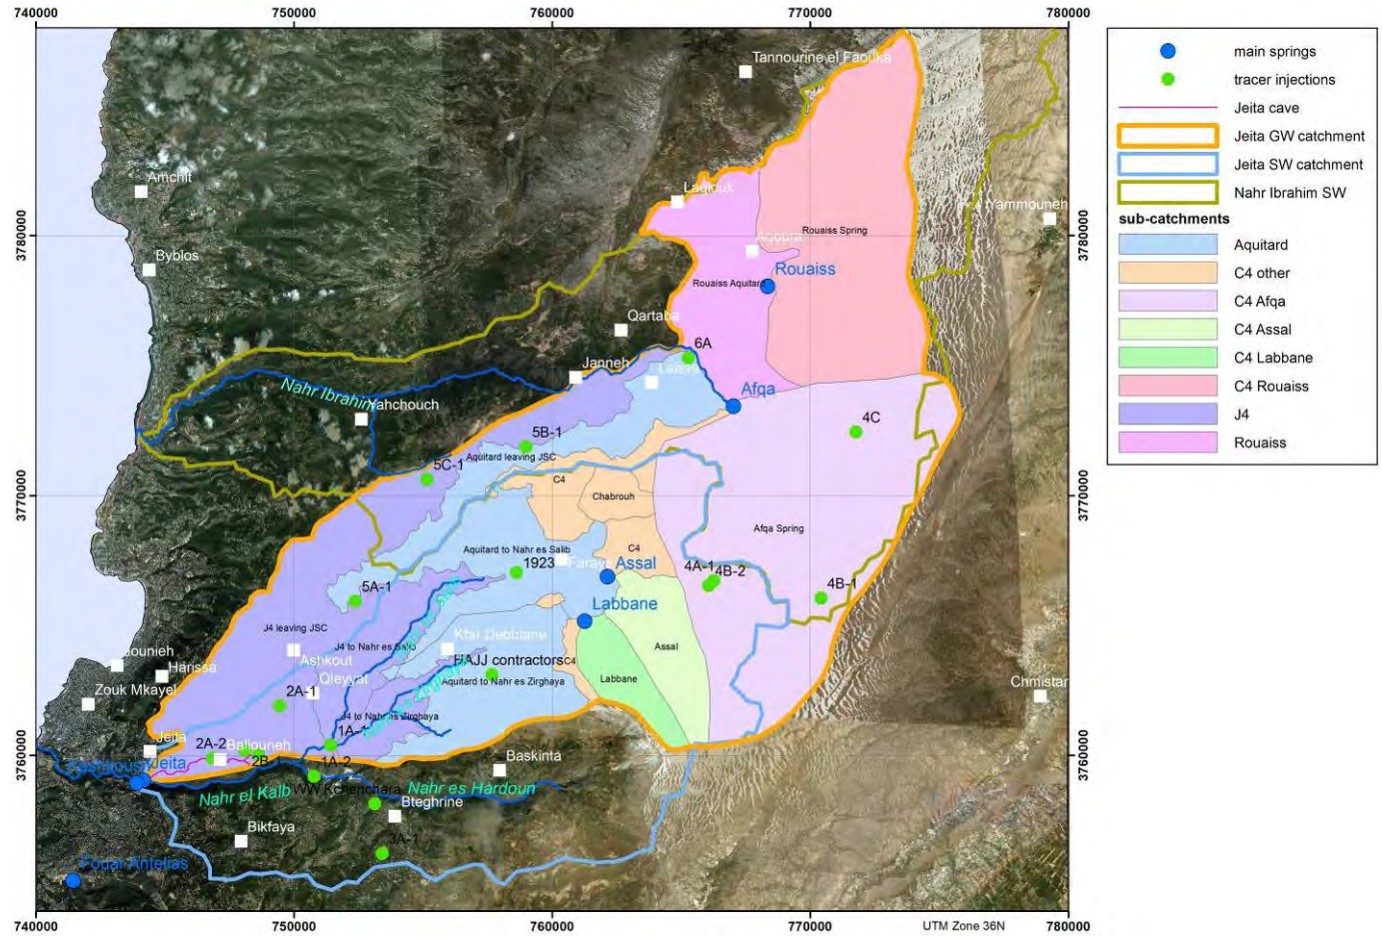 740000
750000
760000
770000
780000
main springs
tracer injections
Jeita cave
Jeita GW catchment
Jeita SW catchment
Nahr Ibrahim SW
sub-catchments
Aquitard
C4 other
C4 Afqa
C4 Assal
C4 Labbane
C4 Rouaiss
J4
Rouaiss
Tannourine el Faouka
Amchit
Laqlouk
Yammouneh
3780000
3780000
Rouaiss Spring
Aqoura
Byblos
Rouaiss
Rouaiss Aquitard
Qartaba
6A
Janneh
Afqa
Nahr Ibrahim
Yahchouch
4C
5B-1
Aquitard leaving JSC
5C-1
C4
3770000
3770000
Chabrouh
Afqa Spring
Aquitard to Nahr es Salib
C4
1923
Faraya
Assal
4A-1
4B-2
4B-1
5A-1
Labbane
J4 leaving JSC
Kfar Debbiane
J4 to Nahr es Salib
Assal
Jounieh
Harissa
Ashkout
HAJJ contractors
C4
Qleyyat
Aquitard to Nahr es Zirghaya
Labbane
Chmistar
Zouk Mkayel
2A-1
J4 to Nahr es Zirghaya
1A-1
Jeita
2A-2
Ballouneh
2B-1
1A-2
Baskinta
3760000
3760000
Kashkoush
Jeita
Nahr el Kalb
WW Kchenchara
Nahr es Hardoun
Bteghrine
Bikfaya
3A-1
Fouar Antelias
UTM Zone 36N
740000
750000
760000
770000
780000